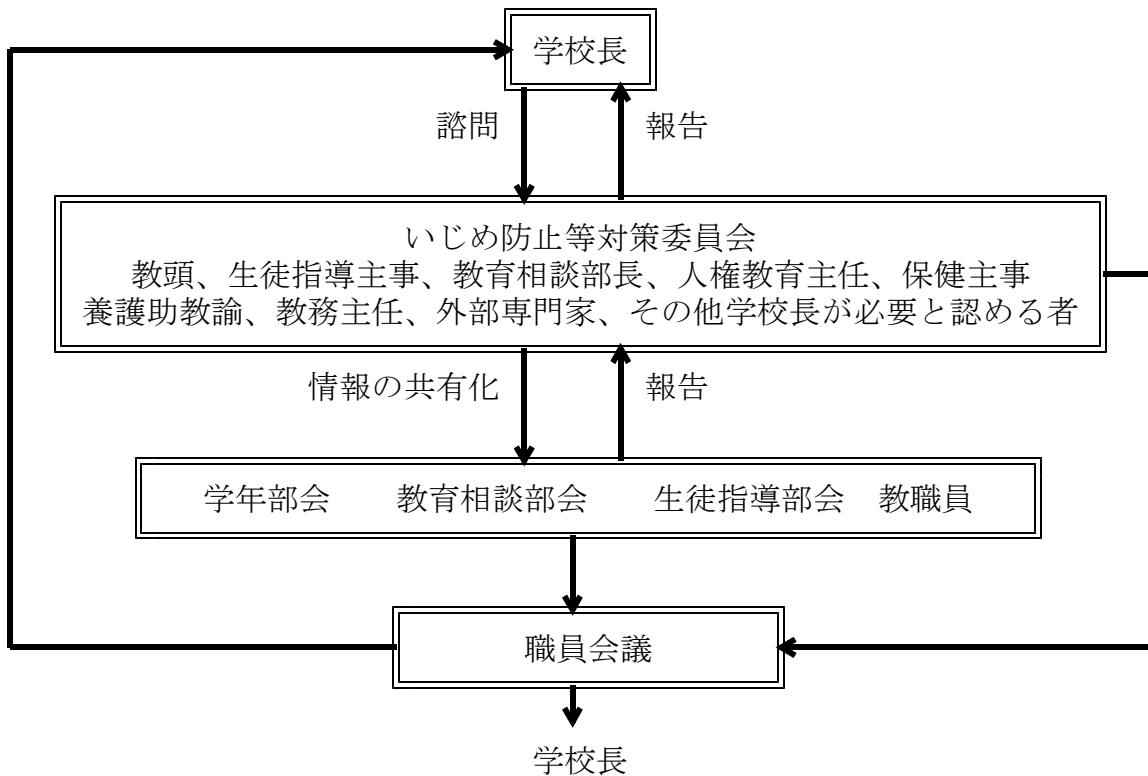 学校長
諮問
報告
いじめ防止等対策委員会
教頭、生徒指導主事、教育相談部長、人権教育主任、保健主事
養護助教諭、教務主任、外部専門家、その他学校長が必要と認める者
情報の共有化
報告
学年部会　　教育相談部会　　生徒指導部会　教職員
職員会議
学校長